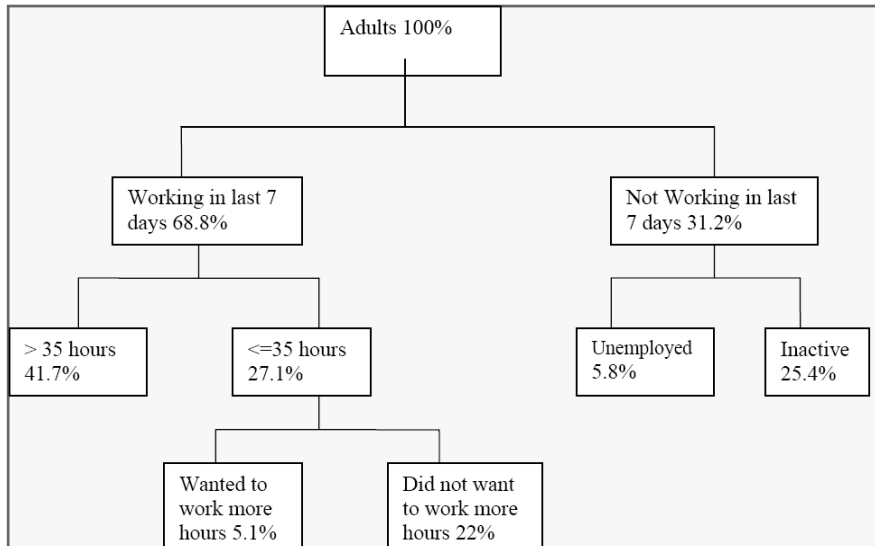 Adults 100%
Working in last 7
days 68.8%
Not Working in last
7 days 31.2%
> 35 hours
41.7%
<=35 hours
27.1%
Unemployed
5.8%
Inactive
25.4%
Wanted to
work more
hours 5.1%
Did not want
to work more
hours 22%